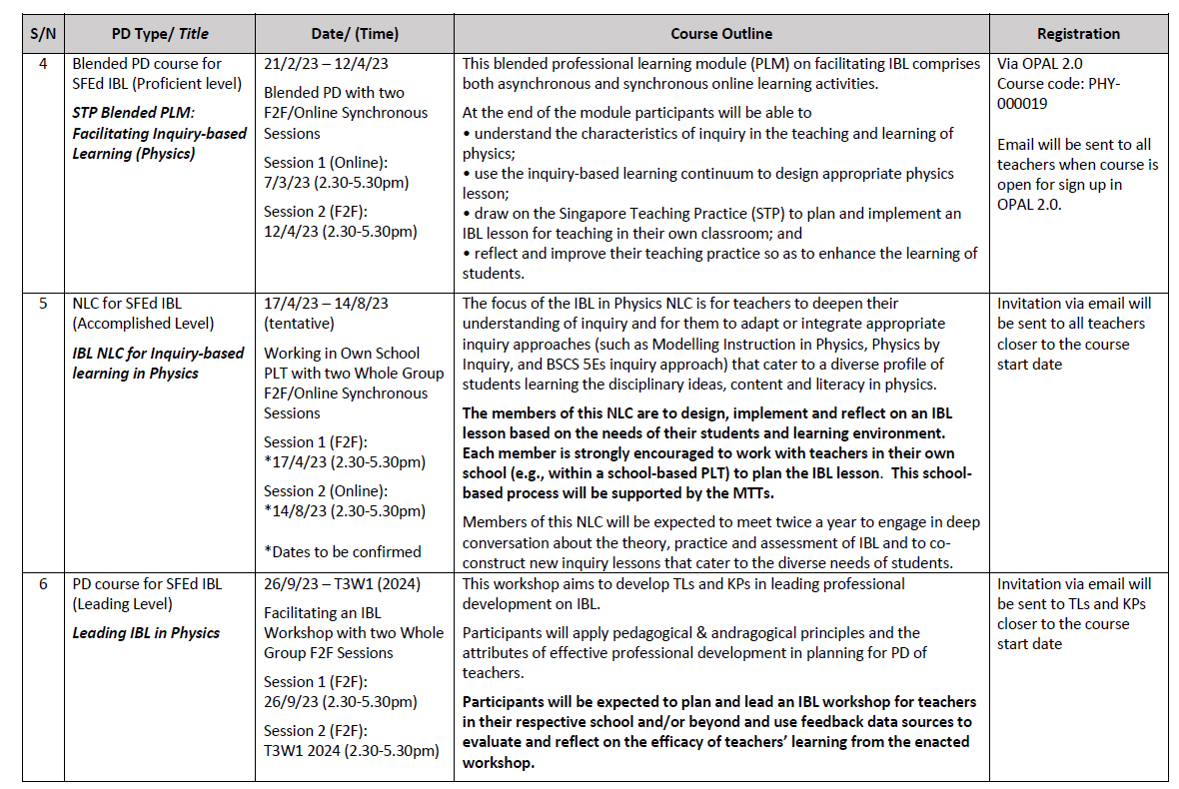 S/N
PD Type/ Title
Date/ (Time)
Course Outline
Registration
4
Blended PD course for
SFEd IBL (Proficient level)
STP Blended PLM:
Facilitating Inquiry-based
Learning (Physics)
21/2/23 – 12/4/23
Blended PD with two
F2F/Online Synchronous
Sessions
Session 1 (Online):
7/3/23 (2.30-5.30pm)
Session 2 (F2F):
12/4/23 (2.30-5.30pm)
This blended professional learning module (PLM) on facilitating IBL comprises
both asynchronous and synchronous online learning activities.
At the end of the module participants will be able to
• understand the characteristics of inquiry in the teaching and learning of
physics;
• use the inquiry-based learning continuum to design appropriate physics
lesson;
• draw on the Singapore Teaching Practice (STP) to plan and implement an
IBL lesson for teaching in their own classroom; and
• reflect and improve their teaching practice so as to enhance the learning of
students.
Via OPAL 2.0
Course code: PHY-
000019
Email will be sent to all
teachers when course is
open for sign up in
OPAL 2.0.
5
NLC for SFEd IBL
(Accomplished Level)
IBL NLC for Inquiry-based
learning in Physics
17/4/23 – 14/8/23
(tentative)
Working in Own School
PLT with two Whole Group
F2F/Online Synchronous
Sessions
Session 1 (F2F):
*17/4/23 (2.30-5.30pm)
Session 2 (Online):
*14/8/23 (2.30-5.30pm)
*Dates to be confirmed
The focus of the IBL in Physics NLC is for teachers to deepen their
understanding of inquiry and for them to adapt or integrate appropriate
inquiry approaches (such as Modelling Instruction in Physics, Physics by
Inquiry, and BSCS 5Es inquiry approach) that cater to a diverse profile of
students learning the disciplinary ideas, content and literacy in physics.
The members of this NLC are to design, implement and reflect on an IBL
lesson based on the needs of their students and learning environment.
Each member is strongly encouraged to work with teachers in their own
school (e.g., within a school-based PLT) to plan the IBL lesson. This school-
based process will be supported by the MTTs.
Members of this NLC will be expected to meet twice a year to engage in deep
conversation about the theory, practice and assessment of IBL and to co-
construct new inquiry lessons that cater to the diverse needs of students.
Invitation via email will
be sent to all teachers
closer to the course
start date
6
PD course for SFEd IBL
(Leading Level)
Leading IBL in Physics
26/9/23 – T3W1 (2024)
Facilitating an IBL
Workshop with two Whole
Group F2F Sessions
Session 1 (F2F):
26/9/23 (2.30-5.30pm)
Session 2 (F2F):
T3W1 2024 (2.30-5.30pm)
This workshop aims to develop TLs and KPs in leading professional
development on IBL.
Participants will apply pedagogical & andragogical principles and the
attributes of effective professional development in planning for PD of
teachers.
Participants will be expected to plan and lead an IBL workshop for teachers
in their respective school and/or beyond and use feedback data sources to
evaluate and reflect on the efficacy of teachers’ learning from the enacted
workshop.
Invitation via email will
be sent to TLs and KPs
closer to the course
start date